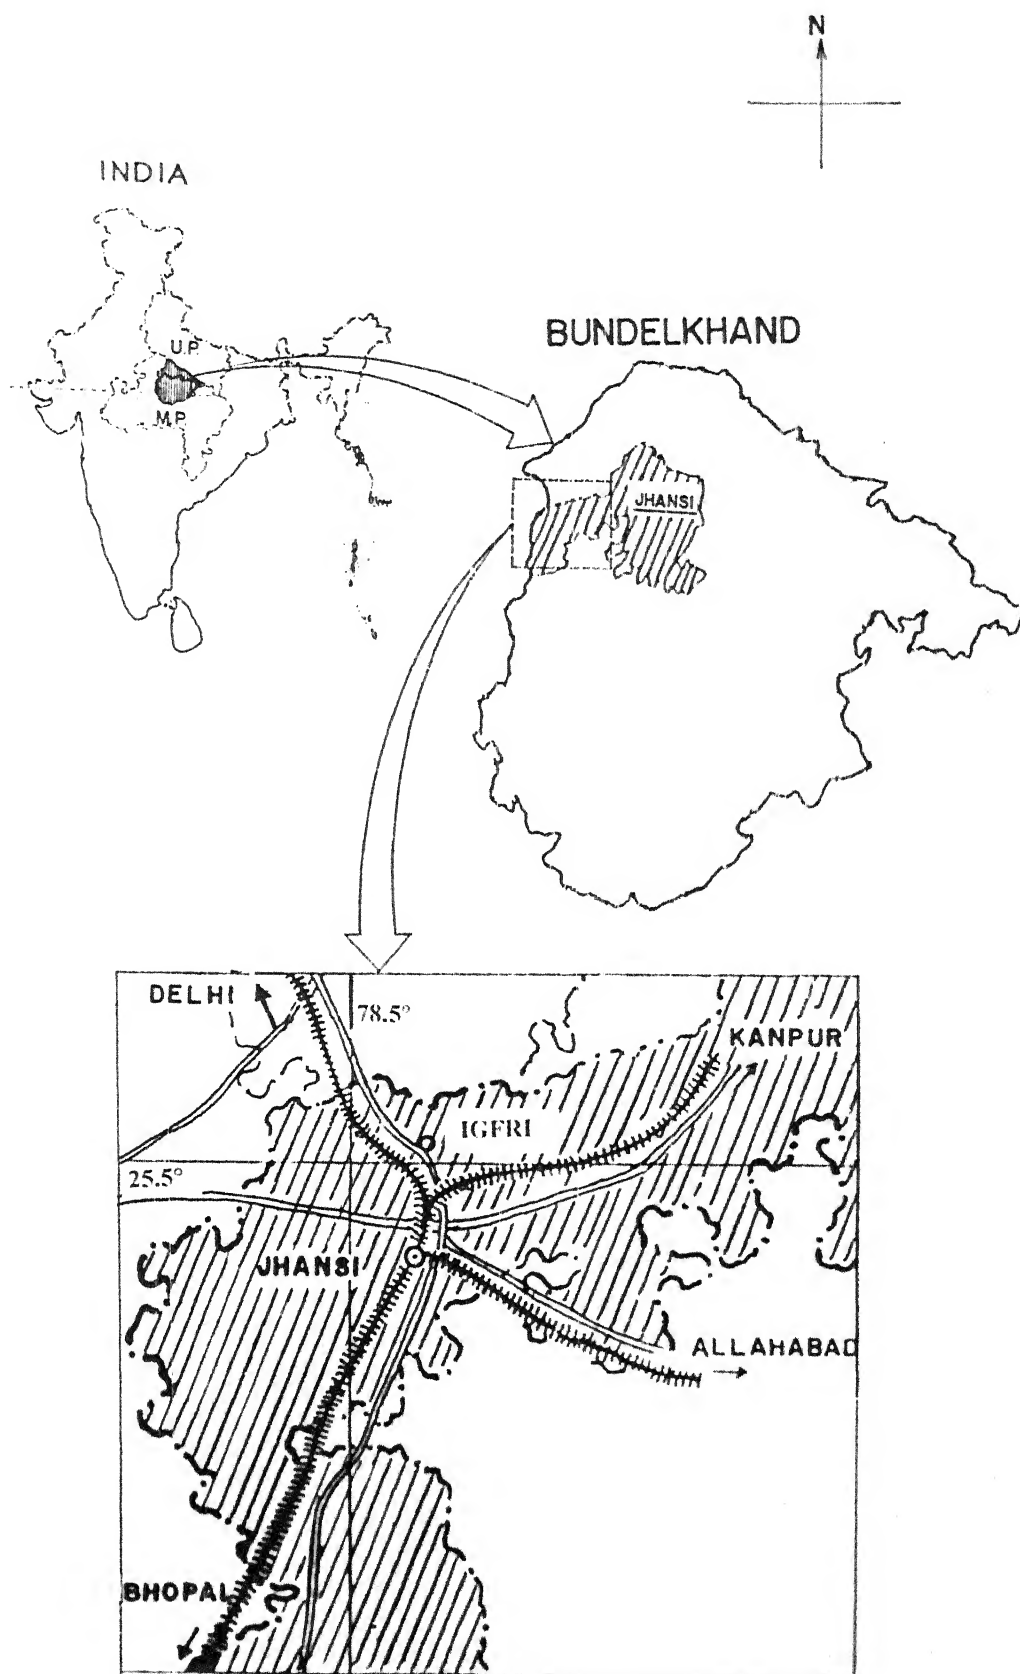 N
INDIA
U.P.
M.P.
BUNDELKHAND
JHANSI
DELHI
78.5°
KANPUR
IGFRI
25.5°
JHANSI
ALLAHABAD
BHOPAL